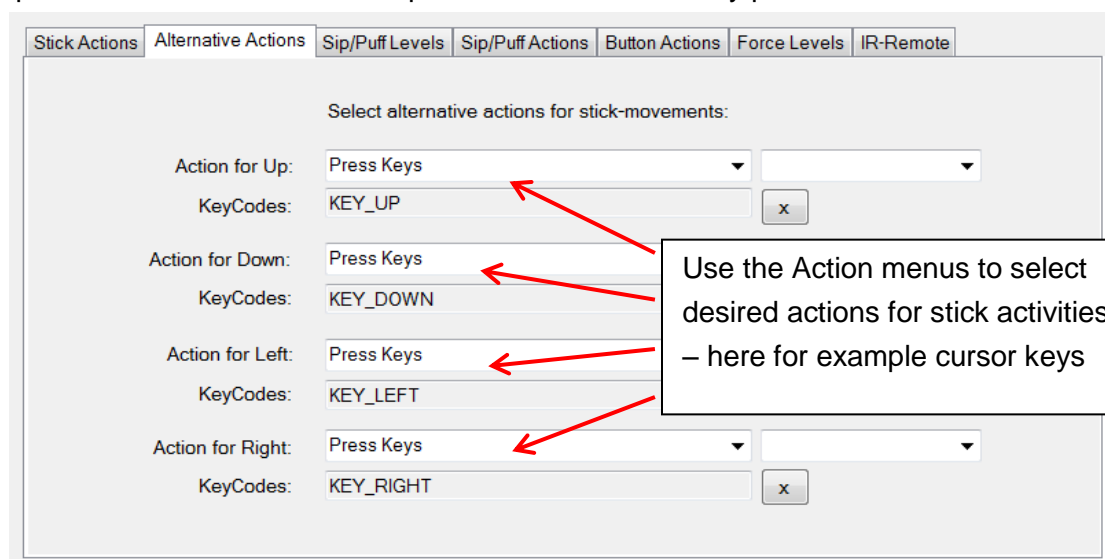 Stick Actions Alternative Actions Sip/Puff Levels Sip/Puff Actions Button Actions Force Levels IR-Remote
Select alternative actions for stick-movements:
Action for Up: Press Keys
KeyCodes: KEY_UP x
Action for Down: Press Keys
KeyCodes: KEY_DOWN
Action for Left: Press Keys
KeyCodes: KEY_LEFT
Action for Right: Press Keys
KeyCodes: KEY_RIGHT x
Use the Action menus to select
desired actions for stick activities
– here for example cursor keys